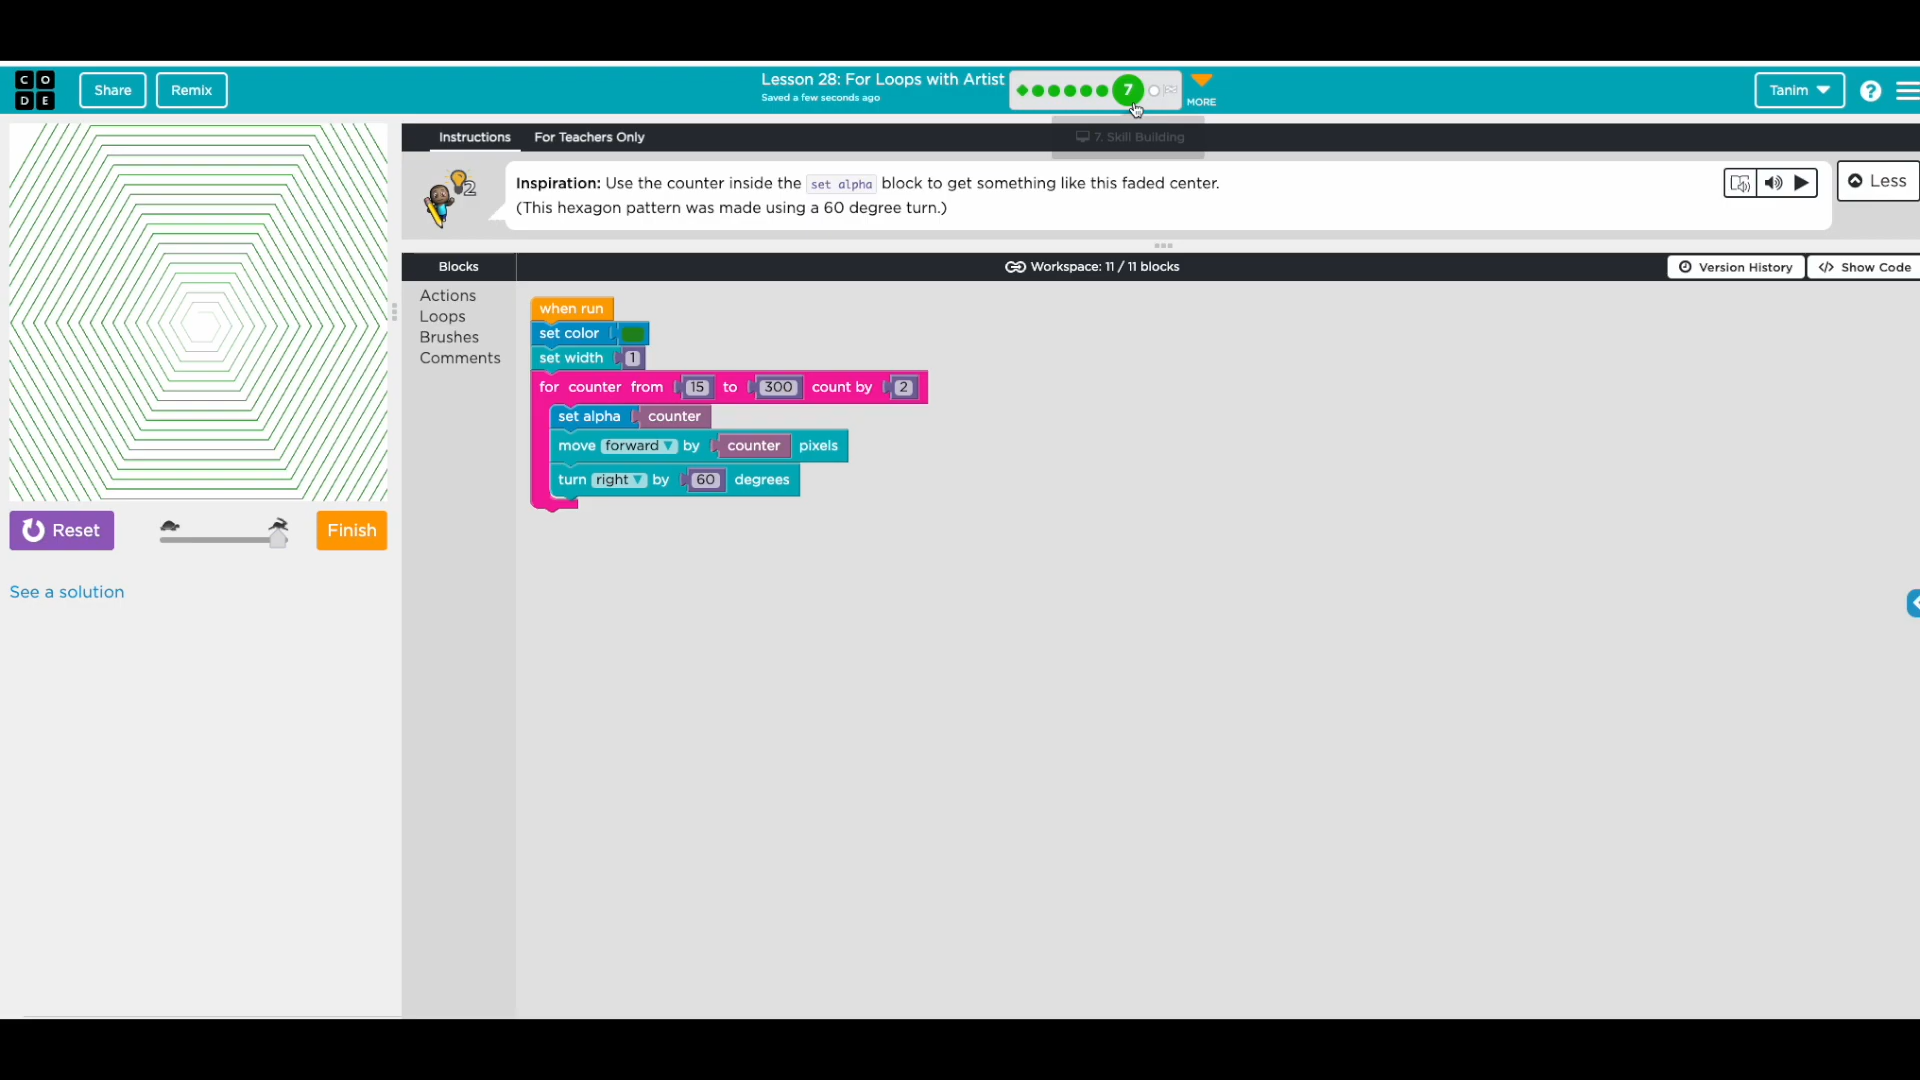 C O
D E
Share
Remix
Lesson 28: For Loops with Artist
Saved a few seconds ago
7
MORE
Tanim
?
Instructions
For Teachers Only
7. Skill Building
2
Inspiration: Use the counter inside the set alpha block to get something like this faded center.
(This hexagon pattern was made using a 60 degree turn.)
Less
Blocks
Workspace: 11 / 11 blocks
Version History
</> Show Code
Actions
Loops
Brushes
Comments
when run
set color
set width 1
for counter from 15 to 300 count by 2
set alpha counter
move forward by counter pixels
turn right by 60 degrees
Reset
Finish
See a solution